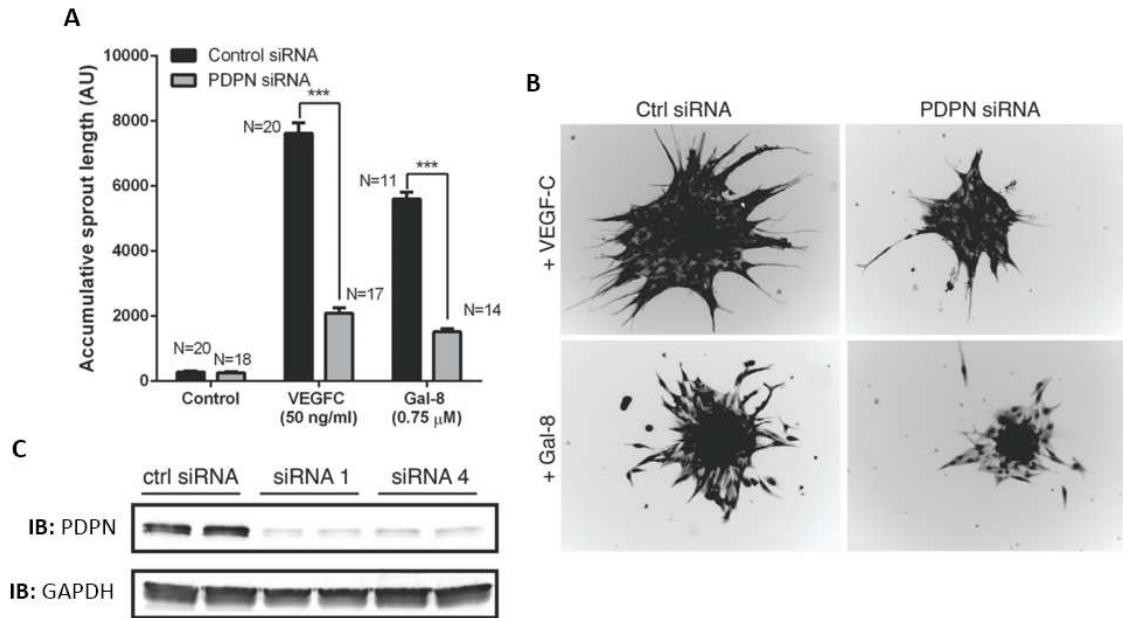 A
Accumulative sprout length (AU)
10000
8000
6000
4000
2000
0
Control siRNA
PDPN siRNA
***
***
N=20
N=18
N=20
N=17
N=11
N=14
Control
VEGFC
(50 ng/ml)
Gal-8
(0.75 μM)
B
Ctrl siRNA
PDPN siRNA
+ VEGF-C
+ Gal-8
C
ctrl siRNA
siRNA 1
siRNA 4
IB: PDPN
IB: GAPDH